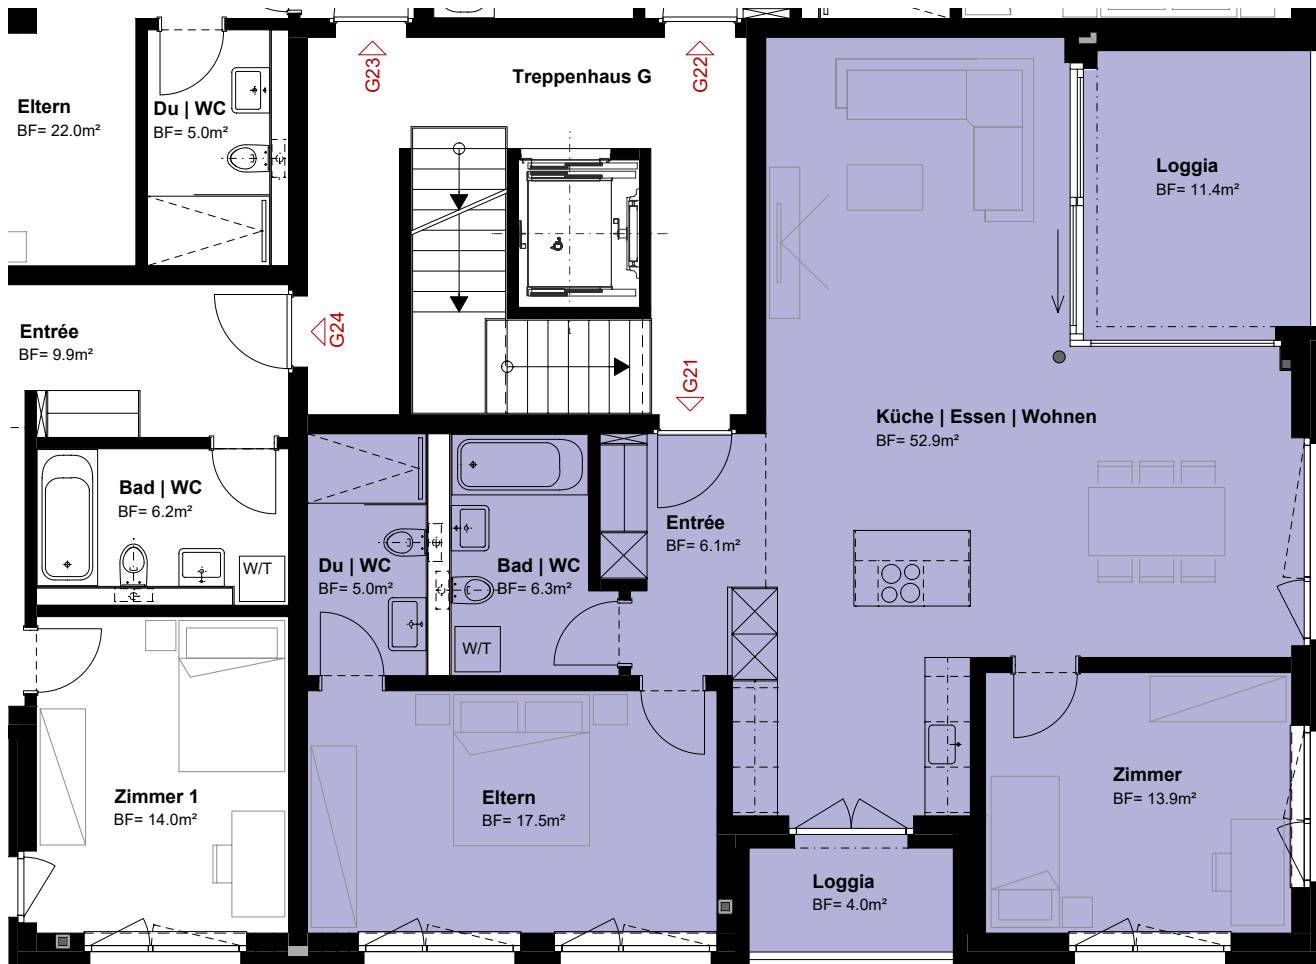 Eltern
BF= 22.0m²
Du | WC
BF= 5.0m²
G23
Treppenhaus G
G22
Loggia
BF= 11.4m²
Entrée
BF= 9.9m²
G24
G21
Küche | Essen | Wohnen
BF= 52.9m²
Bad | WC
BF= 6.2m²
W/T
Du | WC
BF= 5.0m²
Bad | WC
BF= 6.3m²
W/T
Entrée
BF= 6.1m²
Zimmer 1
BF= 14.0m²
Eltern
BF= 17.5m²
Loggia
BF= 4.0m²
Zimmer
BF= 13.9m²